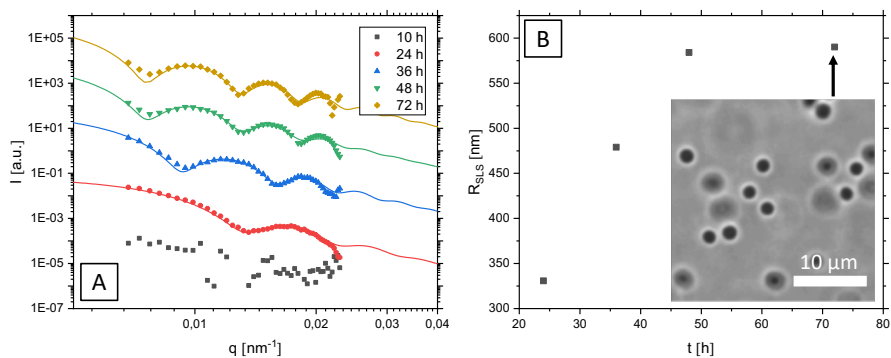 1E+05
1E+03
1E+01
1E-01
1E-03
1E-05
1E-07
I [a.u.]
10 h
24 h
36 h
48 h
72 h
A
0,01 0,02 0,03 0,04
q [nm⁻¹]
B
600
550
500
450
400
350
300
R_SLS [nm]
10 µm
20 30 40 50 60 70 80
t [h]